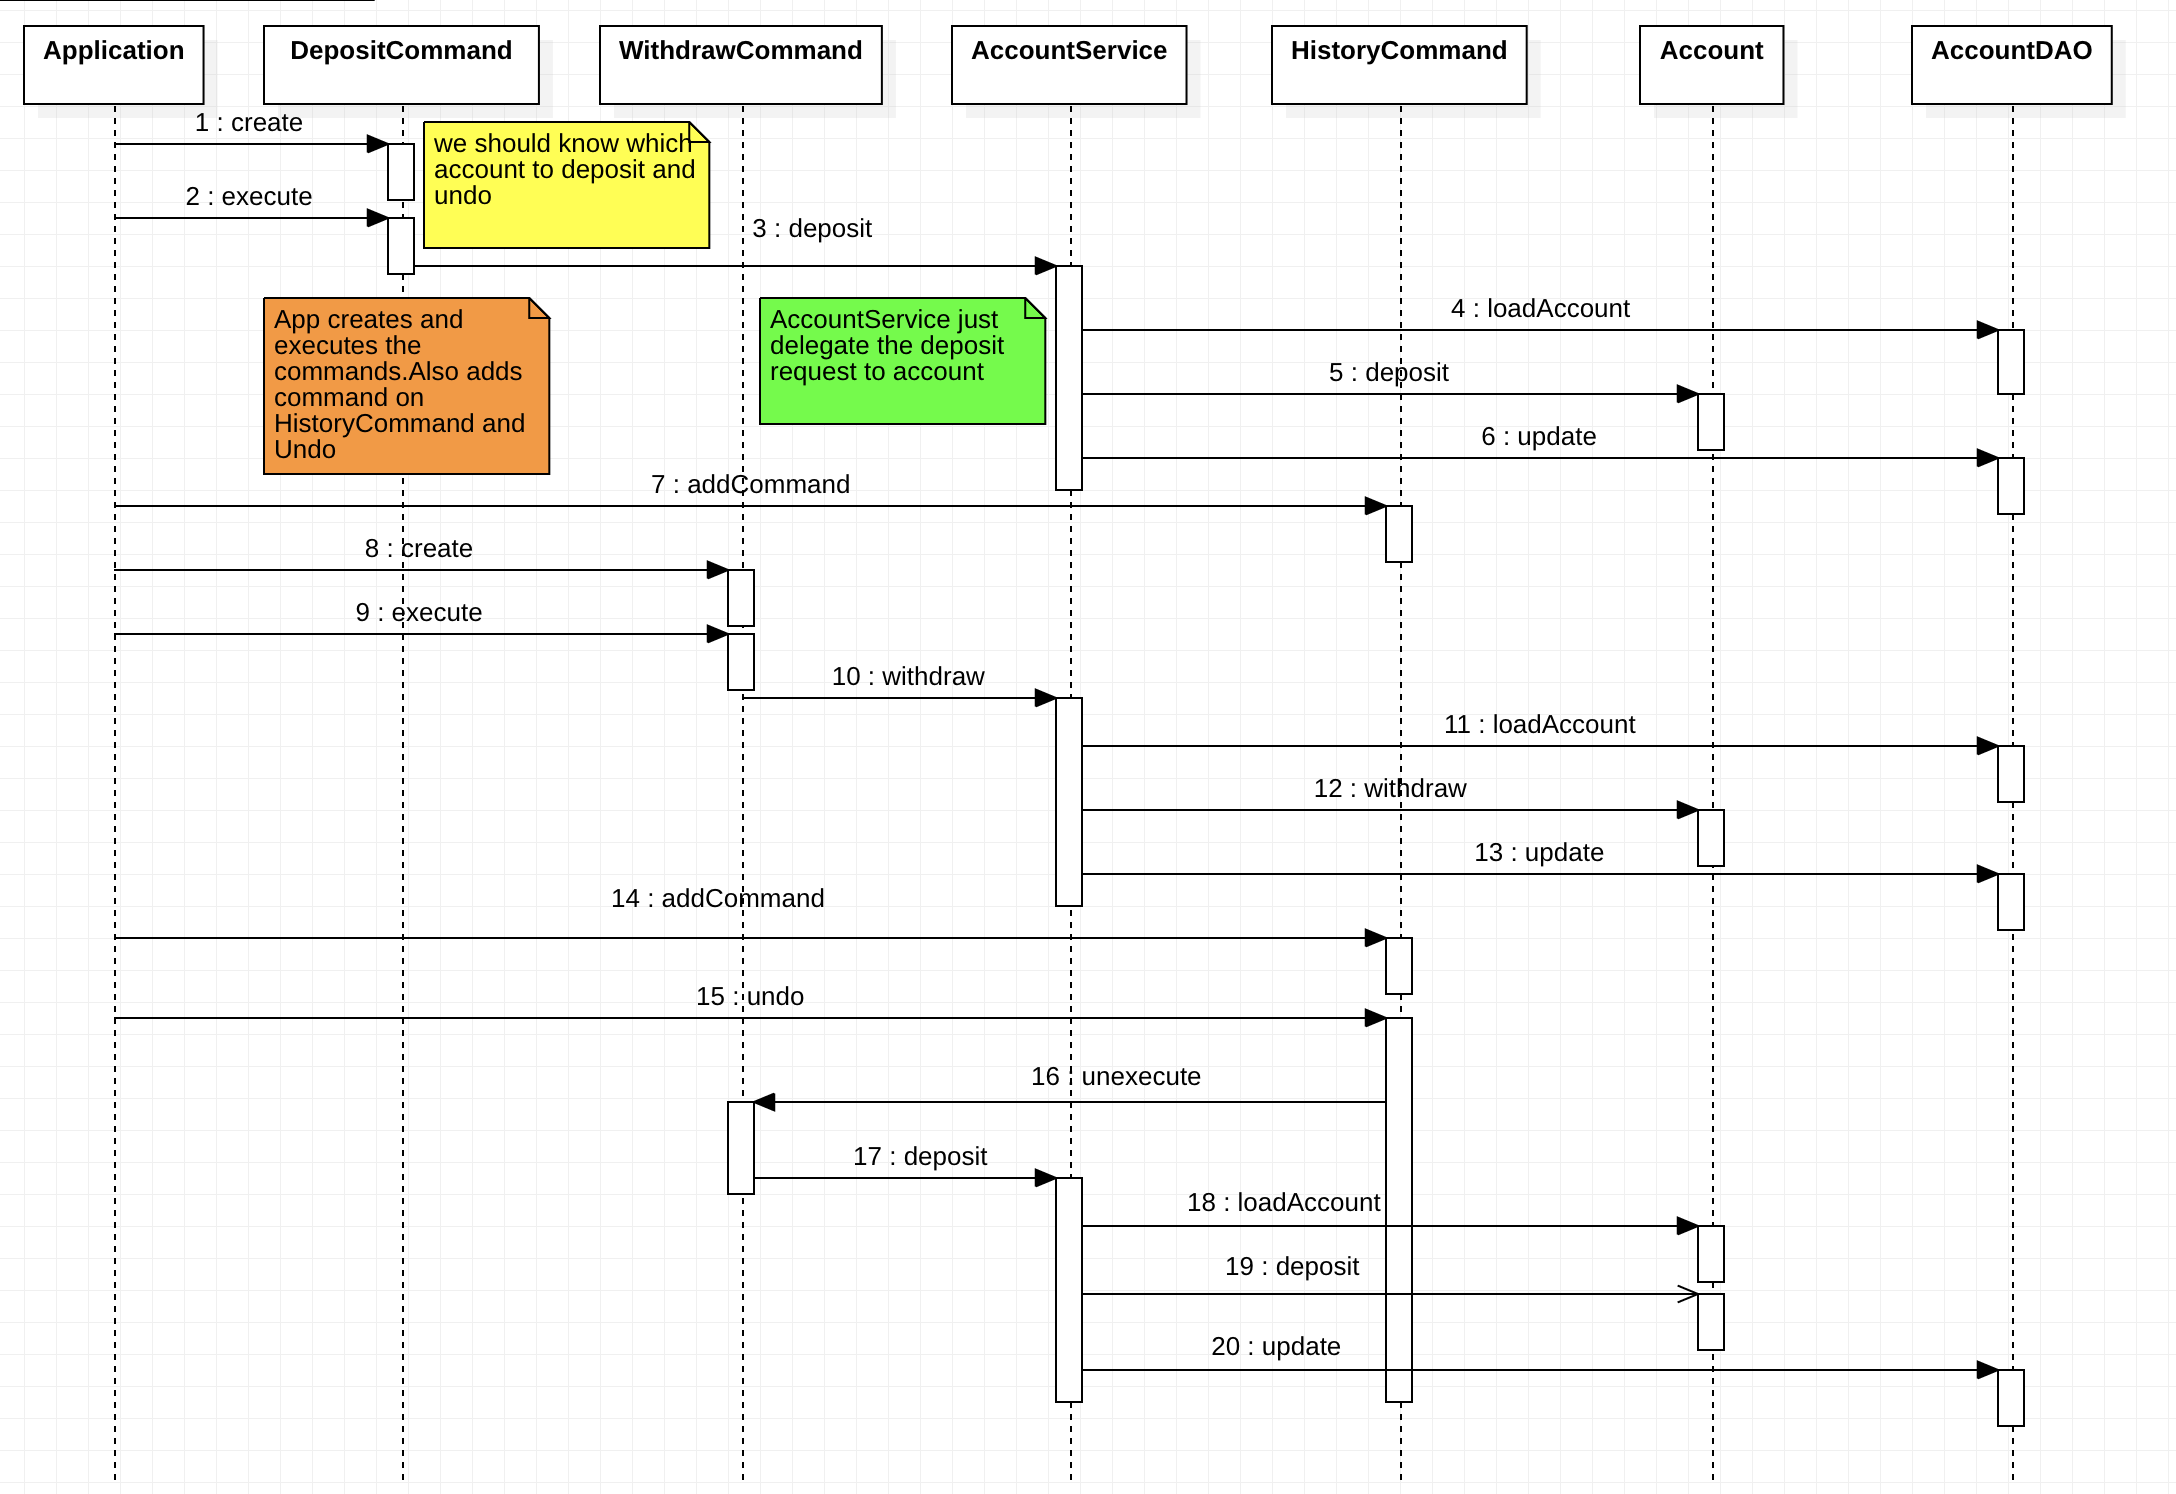 Application
DepositCommand
WithdrawCommand
AccountService
HistoryCommand
Account
AccountDAO
1 : create
we should know which
account to deposit and
undo
2 : execute
3 : deposit
App creates and
executes the
commands.Also adds
command on
HistoryCommand and
Undo
AccountService just
delegate the deposit
request to account
4 : loadAccount
5 : deposit
6 : update
7 : addCommand
8 : create
9 : execute
10 : withdraw
11 : loadAccount
12 : withdraw
13 : update
14 : addCommand
15 : undo
16 : unexecute
17 : deposit
18 : loadAccount
19 : deposit
20 : update